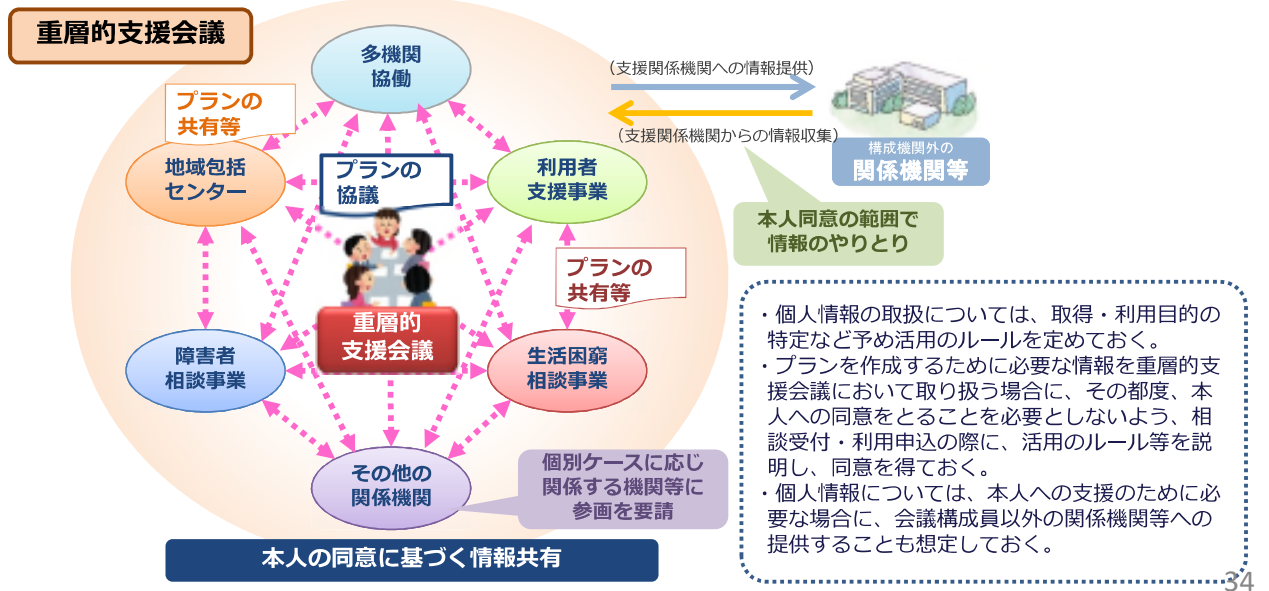 重層的支援会議
多機関
協働
(支援関係機関への情報提供)
(支援関係機関からの情報収集)
構成機関外の
関係機関等
プランの
共有等
地域包括
センター
プランの
協議
利用者
支援事業
本人同意の範囲で
情報のやりとり
プランの
共有等
重層的
支援会議
障害者
相談事業
生活困窮
相談事業
その他の
関係機関
個別ケースに応じ
関係する機関等に
参画を要請
本人の同意に基づく情報共有
・個人情報の取扱については、取得・利用目的の
特定など予め活用のルールを定めておく。
・プランを作成するために必要な情報を重層的支
援会議において取り扱う場合に、その都度、本
人への同意をとることを必要としないよう、相
談受付・利用申込の際に、活用のルール等を説
明し、同意を得ておく。
・個人情報については、本人への支援のために必
要な場合に、会議構成員以外の関係機関等への
提供することも想定しておく。
34